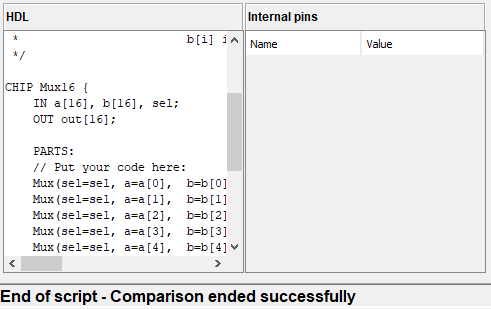 HDL
 *                         b[i] i
 */
CHIP Mux16 {
    IN a[16], b[16], sel;
    OUT out[16];
    PARTS:
    // Put your code here:
    Mux(sel=sel, a=a[0],  b=b[0]
    Mux(sel=sel, a=a[1],  b=b[1]
    Mux(sel=sel, a=a[2],  b=b[2]
    Mux(sel=sel, a=a[3],  b=b[3]
    Mux(sel=sel, a=a[4],  b=b[4]
Internal pins
Name Value
End of script - Comparison ended successfully